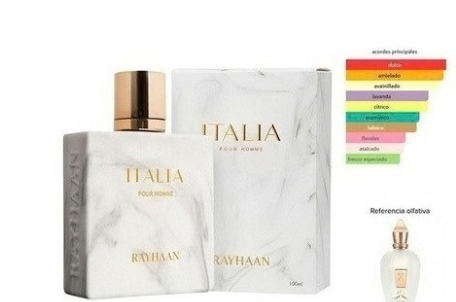 acordes principales
dulce
amielado
avainillado
lavanda
cítrico
aromático
tabaco
florales
atalcado
fresco especiado
ITALIA
POUR HOMME
RAYHAAN
100ml
ITALIA
POUR HOMME
RAYHAAN
RAYHAAN
Referencia olfativa